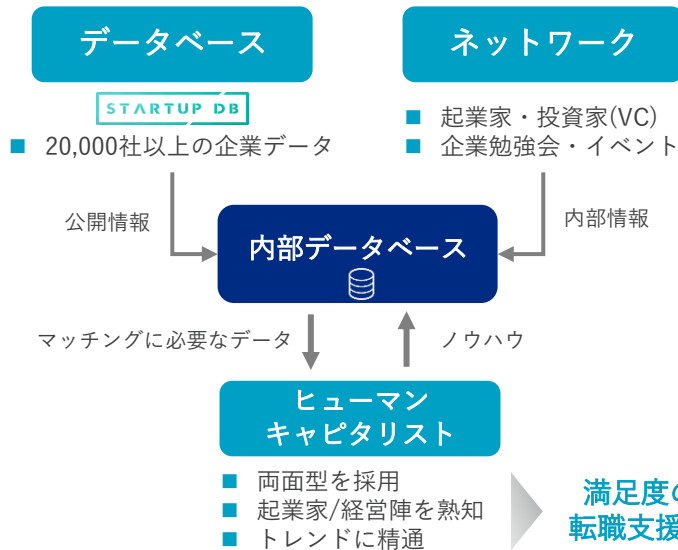 データベース
ネットワーク
STARTUP DB
20,000社以上の企業データ
起業家・投資家(VC)
企業勉強会・イベント
公開情報
内部データベース
内部情報
マッチングに必要なデータ
ノウハウ
ヒューマン
キャピタリスト
両面型を採用
起業家/経営陣を熟知
トレンドに精通
満足度の
転職支援